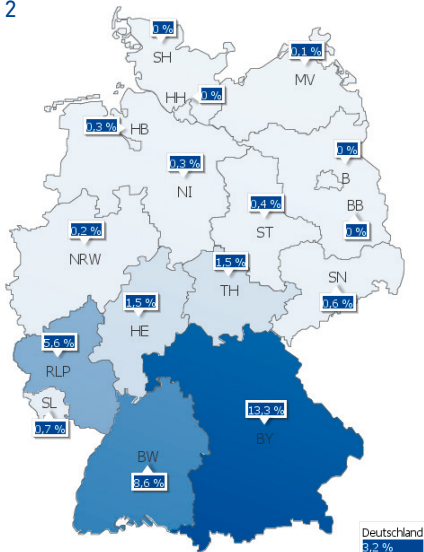 2
0 %
SH
0,1 %
MV
HH
0 %
0,3 %
HB
0 %
B
0,3 %
NI
BB
0,4 %
ST
0 %
0,2 %
NRW
1,5 %
TH
SN
0,6 %
1,5 %
HE
5,6 %
RLP
SL
0,7 %
13,3 %
BY
BW
8,6 %
Deutschland
3,2 %